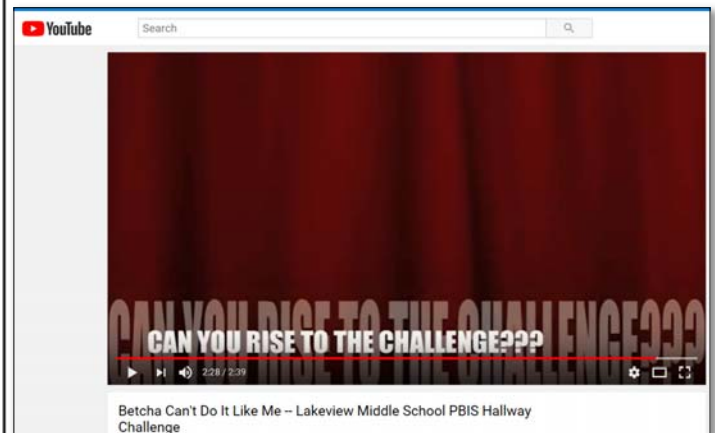 YouTube
Search
CAN YOU RISE TO THE CHALLENGE???
CAN YOU RISE TO THE CHALLENGE???
2:28 / 2:39
Betcha Can't Do It Like Me -- Lakeview Middle School PBIS Hallway
Challenge